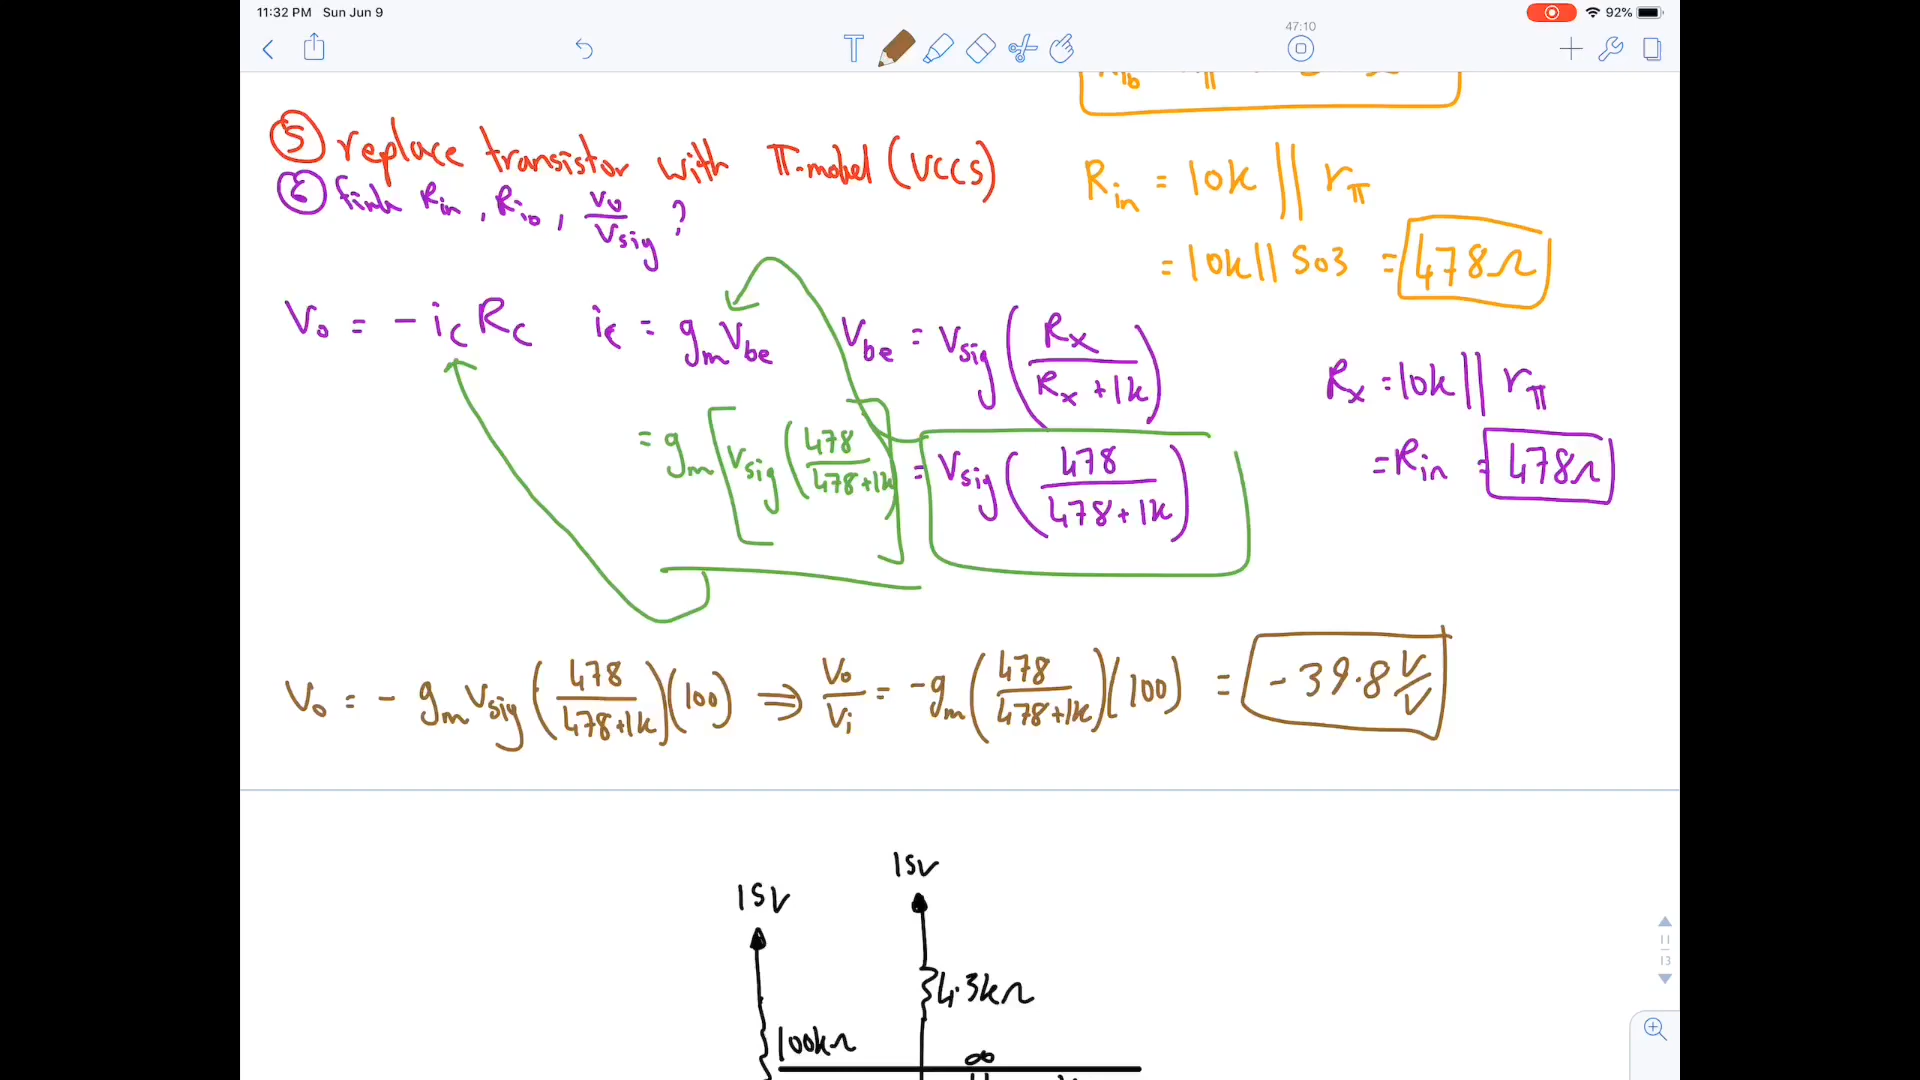 11:32 PM Sun Jun 9
92%
47:10
T
⑤ replace transistor with π-model (VCCS)
⑥ find Rin, Rio, Vo/Vsig ?
Rin = 10k || rπ
= 10k || 503 = 478Ω
Vo = - ic Rc  ic = gm Vbe  Vbe = Vsig (Rx / (Rx + 1k))
Rx = 10k || rπ
= gm [Vsig (478 / (478+1k))] = Vsig (478 / (478+1k))
= Rin = 478Ω
Vo = - gm Vsig (478 / (478+1k)) (100) ⇒ Vo/Vi = -gm (478 / (478+1k)) (100) = -39.8 V/V
15V
15V
4.3kΩ
100kΩ
∞
11
13